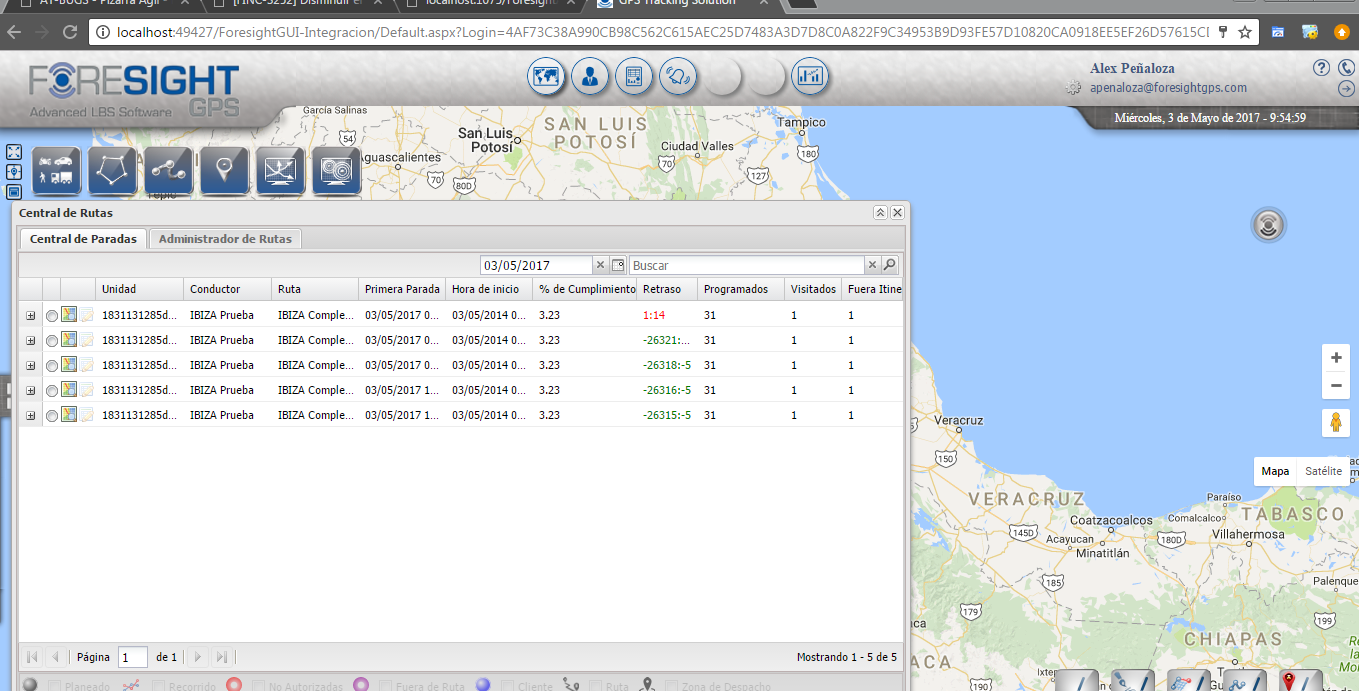 AT-BUGS - Pizarra Ágil -
localhost:1075/Foresight
GPS Tracking Solution
localhost:49427/ForesightGUI-Integracion/Default.aspx?Login=4AF73C38A990CB98C562C615AEC25D7483A3D7D8C0A822F9C34953B9D93FE57D10820CA0918EE5EF26D57615CD
FORESIGHT
GPS
Advanced LBS Software
Alex Peñaloza
apenaloza@foresightgps.com
Miércoles, 3 de Mayo de 2017 - 9:54:59
García Salinas
54
San Luis
Potosí
SAN LUIS
POTOSÍ
Tampico
Ciudad Valles
180
Aguascalientes
70
80D
70
127
Tepic
Central de Rutas
Central de Paradas
Administrador de Rutas
03/05/2017
Buscar
Unidad Conductor Ruta Primera Parada Hora de inicio % de Cumplimiento Retraso Programados Visitados Fuera Itine
1831131285d... IBIZA Prueba IBIZA Comple... 03/05/2017 0... 03/05/2014 0... 3.23 1:14 31 1 1
1831131285d... IBIZA Prueba IBIZA Comple... 03/05/2017 0... 03/05/2014 0... 3.23 -26321:... 31 1 1
1831131285d... IBIZA Prueba IBIZA Comple... 03/05/2017 0... 03/05/2014 0... 3.23 -26318:-5 31 1 1
1831131285d... IBIZA Prueba IBIZA Comple... 03/05/2017 1... 03/05/2014 0... 3.23 -26316:-5 31 1 1
1831131285d... IBIZA Prueba IBIZA Comple... 03/05/2017 1... 03/05/2014 0... 3.23 -26315:-5 31 1 1
Veracruz
150
Mapa
Satélite
VERACRUZ
Paraíso
Coatzacoalcos
Comalcalco
TABASCO
145D
Acayucan
180D
Villahermosa
Minatitlán
185
Palenque
179
199
CHIAPAS
Tuxtla
190
Página 1 de 1
Mostrando 1 - 5 de 5
Planeado Recorrido No Autorizadas Fuera de Ruta Cliente Ruta Zona de Despacho